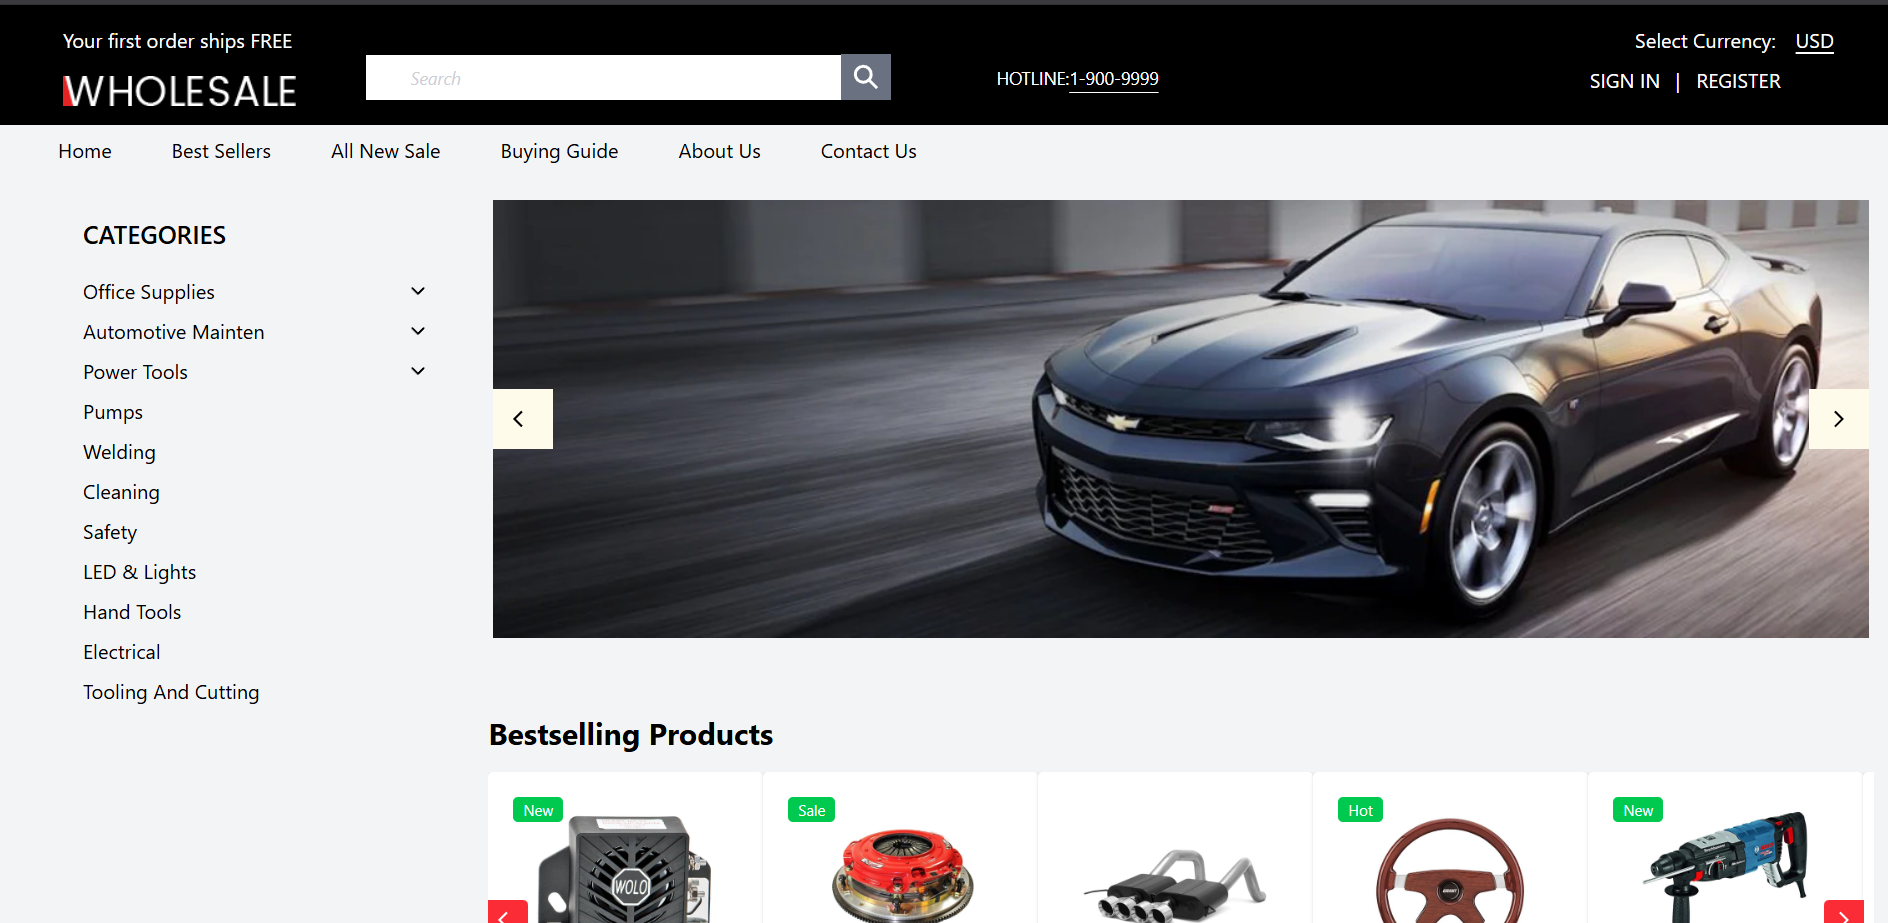 Your first order ships FREE
Select Currency: USD
WHOLESALE
Search
HOTLINE:1-900-9999
SIGN IN | REGISTER
Home
Best Sellers
All New Sale
Buying Guide
About Us
Contact Us
CATEGORIES
Office Supplies
Automotive Mainten
Power Tools
Pumps
Welding
Cleaning
Safety
LED & Lights
Hand Tools
Electrical
Tooling And Cutting
Bestselling Products
New
Sale
Hot
New
WOLO
GRANT